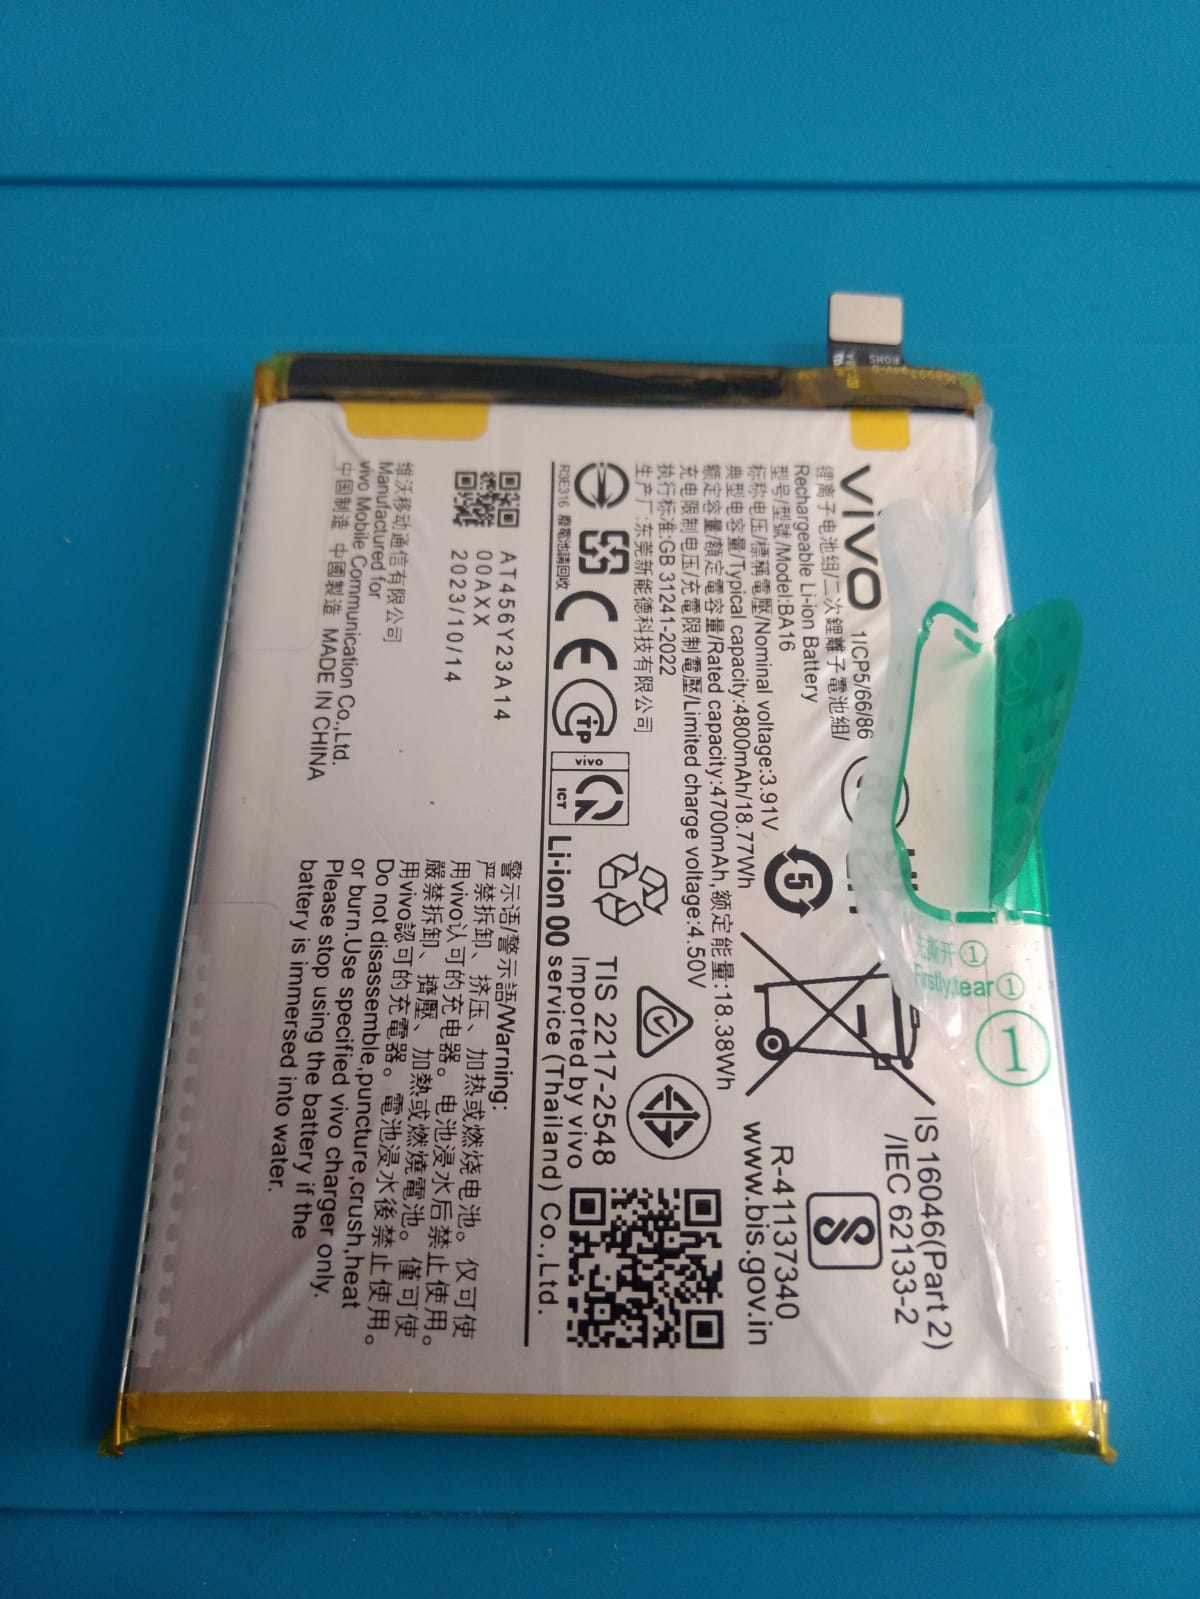 vivo
1ICP5/66/86
锂离子电池组/二次鋰離子電池組/
Rechargeable Li-ion Battery
型号/型號/Model:BA16
标称电压/標稱電壓/Nominal voltage:3.91V
典型电容量/Typical capacity:4800mAh/18.77Wh
额定容量/額定電容量/Rated capacity:4700mAh,额定能量:18.38Wh
充电限制电压/充電限制電壓/Limited charge voltage:4.50V
执行标准:GB 31241-2022
生产厂:东莞新能德科技有限公司
5
IS 16046(Part 2)
/IEC 62133-2
R-41137340
www.bis.gov.in
R3E316 廢電池請回收
CE
Tip
vivo
ICT
TIS 2217-2548
Imported by vivo
Li-ion 00 service (Thailand) Co.,Ltd.
AT456Y23A14
00AXX
2023/10/14
维沃移动通信有限公司
Manufactured for
vivo Mobile Communication Co.,Ltd.
中国制造 中國製造 MADE IN CHINA
警示语/警示語/Warning:
严禁拆卸、挤压、加热或燃烧电池。仅可使
用vivo认可的充电器。电池浸水后禁止使用。
嚴禁拆卸、擠壓、加熱或燃燒電池。僅可使
用vivo認可的充電器。電池浸水後禁止使用。
Do not disassemble,puncture,crush,heat
or burn.Use specified vivo charger only.
Please stop using the battery if the
battery is immersed into water.
先撕开①
Firstly,tear①
1
ROHS